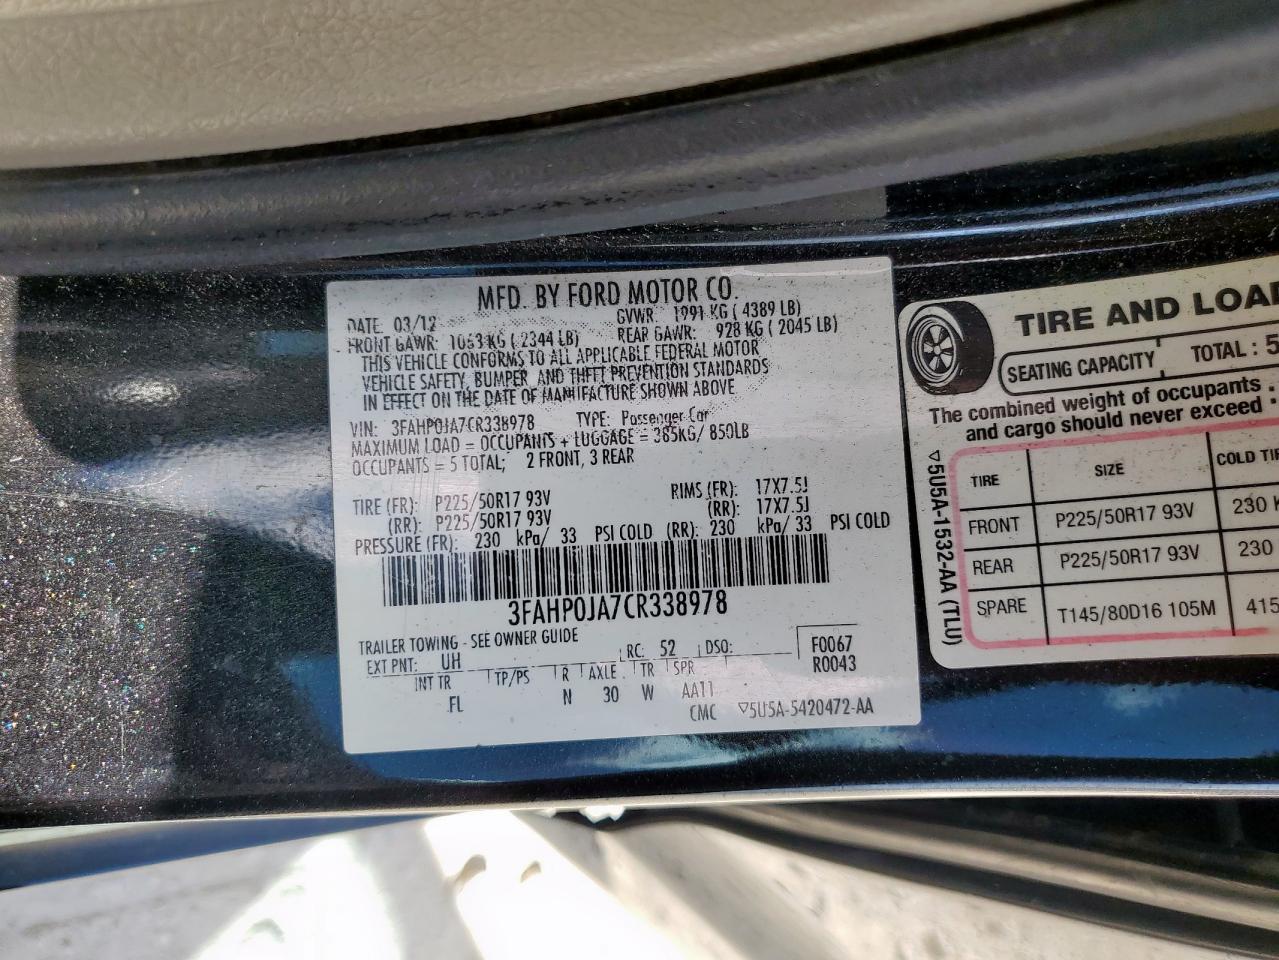 MFD. BY FORD MOTOR CO.
DATE: 03/12 GVWR: 1991 KG ( 4389 LB)
FRONT GAWR: 1063 KG ( 2344 LB) REAR GAWR: 928 KG ( 2045 LB)
THIS VEHICLE CONFORMS TO ALL APPLICABLE FEDERAL MOTOR
VEHICLE SAFETY, BUMPER, AND THEFT PREVENTION STANDARDS
IN EFFECT ON THE DATE OF MANUFACTURE SHOWN ABOVE
VIN: 3FAHP0JA7CR338978 TYPE: Passenger Car
MAXIMUM LOAD = OCCUPANTS + LUGGAGE = 385KG/ 850LB
OCCUPANTS = 5 TOTAL; 2 FRONT, 3 REAR
TIRE (FR): P225/50R17 93V RIMS (FR): 17X7.5J
(RR): P225/50R17 93V (RR): 17X7.5J
PRESSURE (FR): 230 kPa/ 33 PSI COLD (RR): 230 kPa/ 33 PSI COLD
3FAHP0JA7CR338978
TRAILER TOWING - SEE OWNER GUIDE
EXT PNT: UH RC: 52 DSO: F0067
R0043
INT TR TP/PS R AXLE TR SPR
FL N 30 W AA11
CMC ▽5U5A-5420472-AA
TIRE AND LOA
SEATING CAPACITY TOTAL : 5
The combined weight of occupants
and cargo should never exceed :
▽5U5A-1532-AA (TLU)
TIRE SIZE COLD TI
FRONT P225/50R17 93V 230 K
REAR P225/50R17 93V 230
SPARE T145/80D16 105M 415